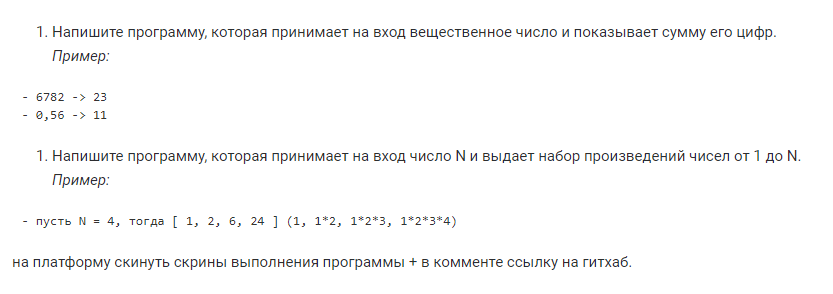 1. Напишите программу, которая принимает на вход вещественное число и показывает сумму его цифр.
Пример:
- 6782 -> 23
- 0,56 -> 11
1. Напишите программу, которая принимает на вход число N и выдает набор произведений чисел от 1 до N.
Пример:
- пусть N = 4, тогда [ 1, 2, 6, 24 ] (1, 1*2, 1*2*3, 1*2*3*4)
на платформу скинуть скрины выполнения программы + в комменте ссылку на гитхаб.